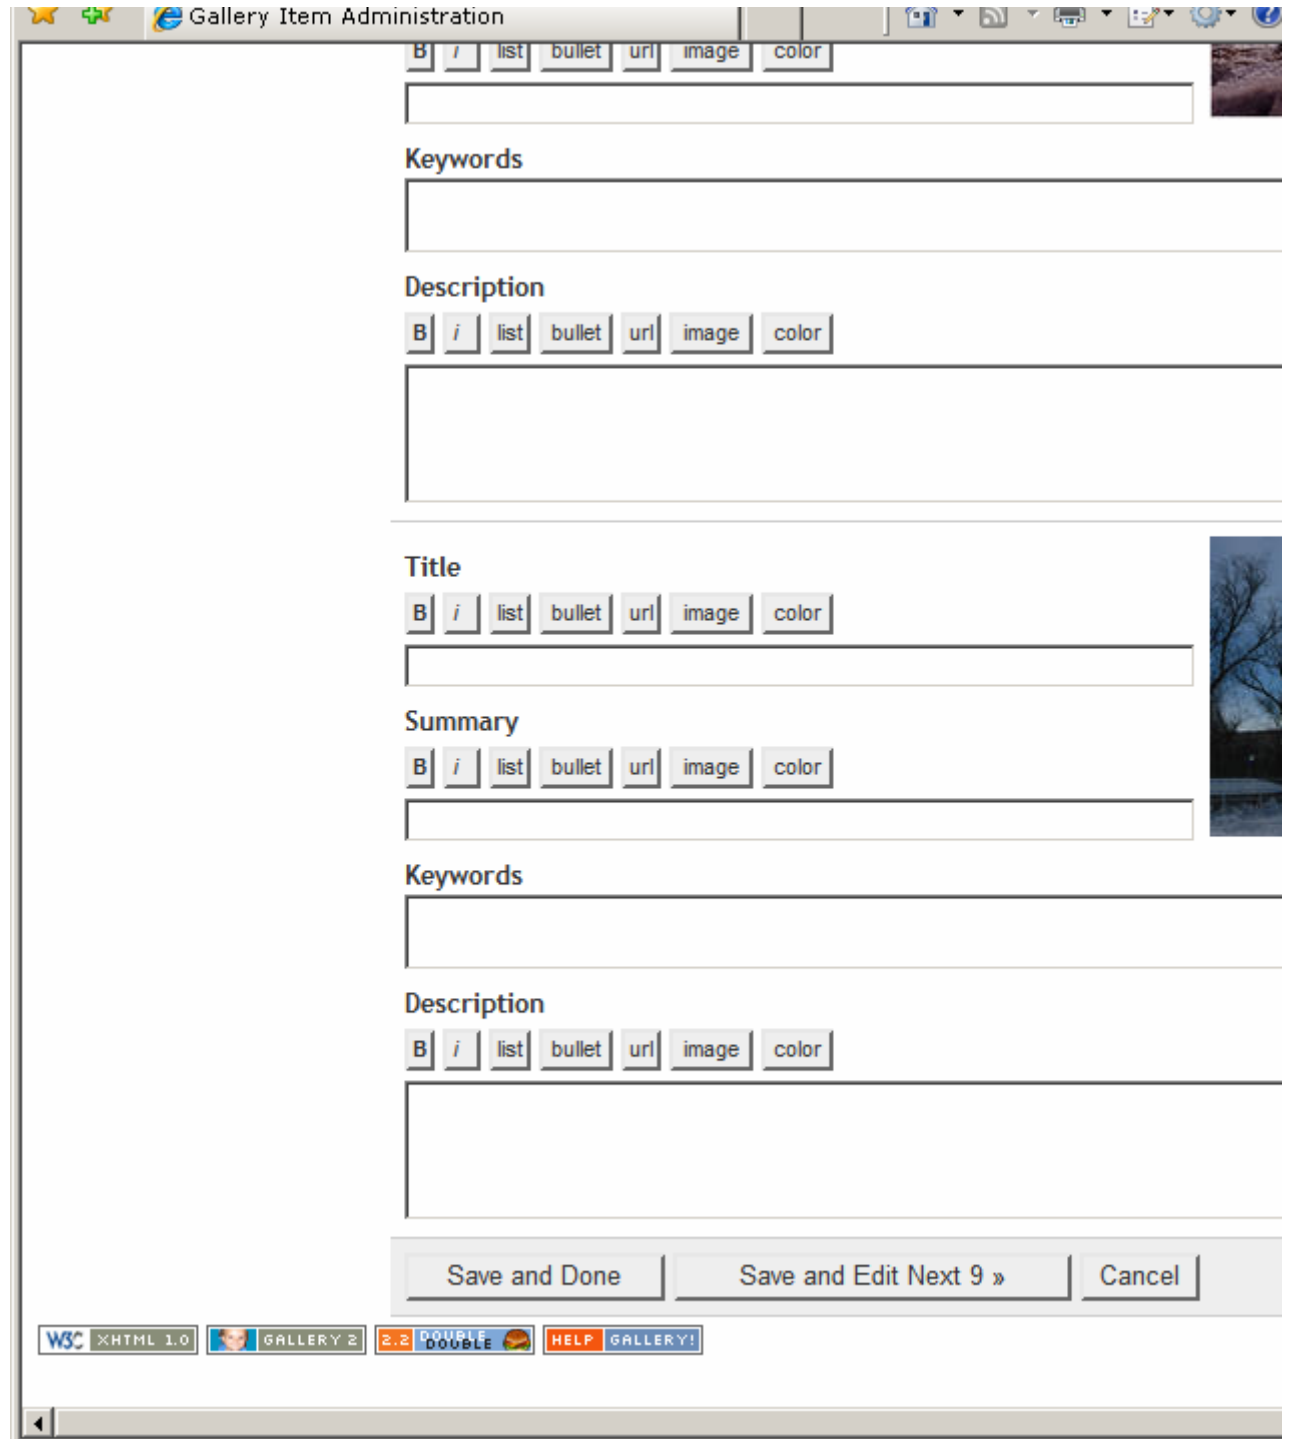 Gallery Item Administration
B i list bullet url image color
Keywords
Description
B i list bullet url image color
Title
B i list bullet url image color
Summary
B i list bullet url image color
Keywords
Description
B i list bullet url image color
Save and Done Save and Edit Next 9 » Cancel
W3C XHTML 1.0 GALLERY 2 2.2 DOUBLE DOUBLE HELP GALLERY!